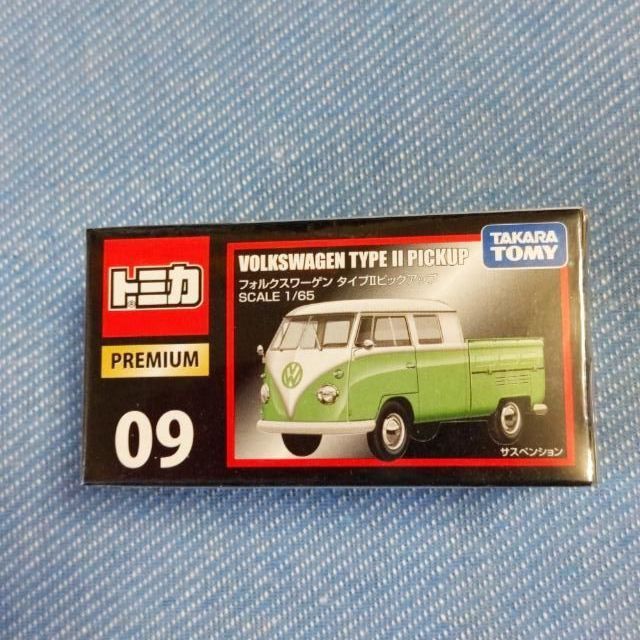 トミカ
PREMIUM
09
VOLKSWAGEN TYPE II PICKUP
フォルクスワーゲン タイプIIピックアップ
SCALE 1/65
TAKARA
TOMY
サスペンション